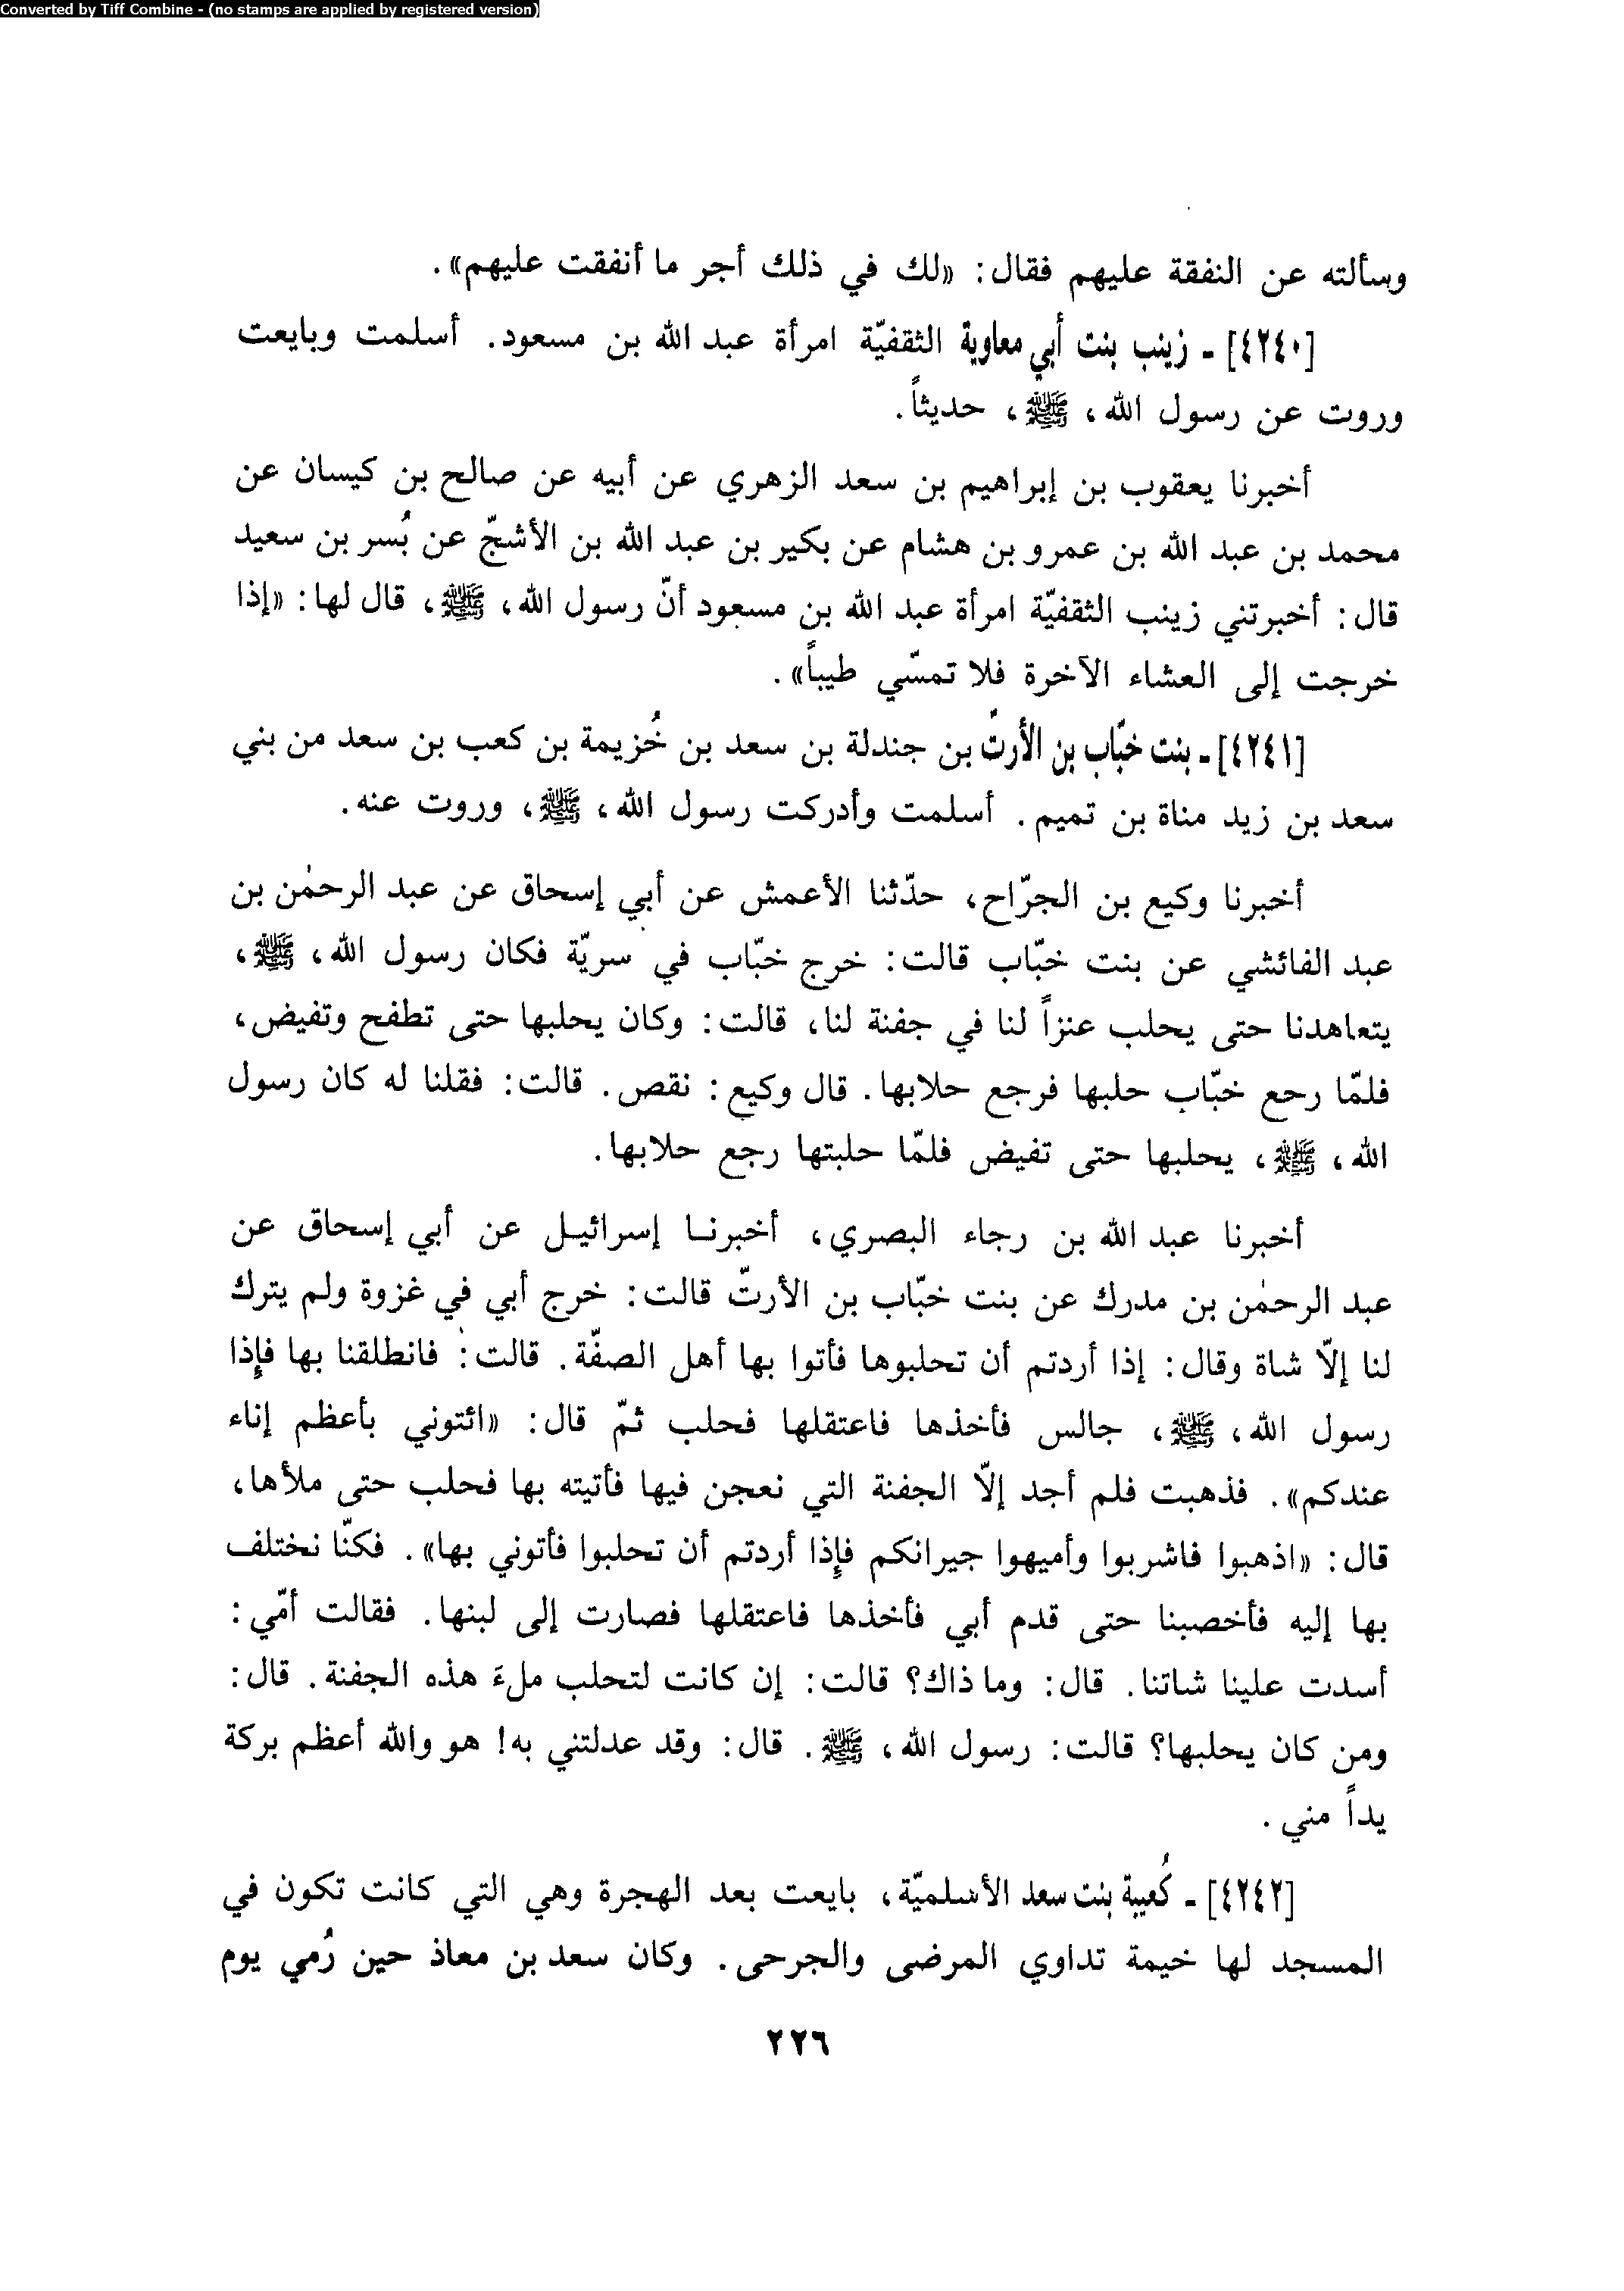 Converted by Tiff Combine - (no stamps are applied by registered version)
وسألته عن النفقة عليهم فقال: «لك في ذلك أجر ما أنفقت عليهم».
[٤٢٤٠] ـ زينب بنت أبي معاوية الثقفيّة امرأة عبد الله بن مسعود. أسلمت وبايعت
وروت عن رسول الله، ﷺ، حديثاً.
أخبرنا يعقوب بن إبراهيم بن سعد الزهري عن أبيه عن صالح بن كيسان عن
محمد بن عبد الله بن عمرو بن هشام عن بكير بن عبد الله بن الأشجّ عن بُسر بن سعيد
قال: أخبرتني زينب الثقفيّة امرأة عبد الله بن مسعود أنّ رسول الله، ﷺ، قال لها: «إذا
خرجت إلى العشاء الآخرة فلا تمسّي طيباً».
[٤٢٤١] ـ بنت خبّاب بن الأرتّ بن جندلة بن سعد بن خُزيمة بن كعب بن سعد من بني
سعد بن زيد مناة بن تميم. أسلمت وأدركت رسول الله، ﷺ، وروت عنه.
أخبرنا وكيع بن الجرّاح، حدّثنا الأعمش عن أبي إسحاق عن عبد الرحمٰن بن
عبد الفائشي عن بنت خبّاب قالت: خرج خبّاب في سريّة فكان رسول الله، ﷺ،
يتعاهدنا حتى يحلب عنزاً لنا في جفنة لنا، قالت: وكان يحلبها حتى تطفح وتفيض،
فلمّا رجع خبّاب حلبها فرجع حلابها. قال وكيع: نقص. قالت: فقلنا له كان رسول
الله، ﷺ، يحلبها حتى تفيض فلمّا حلبتها رجع حلابها.
أخبرنا عبد الله بن رجاء البصري، أخبرنا إسرائيل عن أبي إسحاق عن
عبد الرحمٰن بن مدرك عن بنت خبّاب بن الأرتّ قالت: خرج أبي في غزوة ولم يترك
لنا إلّا شاة وقال: إذا أردتم أن تحلبوها فأتوا بها أهل الصفّة. قالت: فانطلقنا بها فإذا
رسول الله، ﷺ، جالس فأخذها فاعتقلها فحلب ثمّ قال: «ائتوني بأعظم إناء
عندكم». فذهبت فلم أجد إلّا الجفنة التي نعجن فيها فأتيته بها فحلب حتى ملأها،
قال: «اذهبوا فاشربوا وأميهوا جيرانكم فإذا أردتم أن تحلبوا فأتوني بها». فكنّا نختلف
بها إليه فأخصبنا حتى قدم أبي فأخذها فاعتقلها فصارت إلى لبنها. فقالت أمّي:
أسدت علينا شاتنا. قال: وما ذاك؟ قالت: إن كانت لتحلب ملءَ هذه الجفنة. قال:
ومن كان يحلبها؟ قالت: رسول الله، ﷺ. قال: وقد عدلتني به! هو والله أعظم بركة
يداً مني.
[٤٢٤٢] ـ كُعيبة بنت سعد الأسلميّة، بايعت بعد الهجرة وهي التي كانت تكون في
المسجد لها خيمة تداوي المرضى والجرحى. وكان سعد بن معاذ حين رُمي يوم
٢٢٦